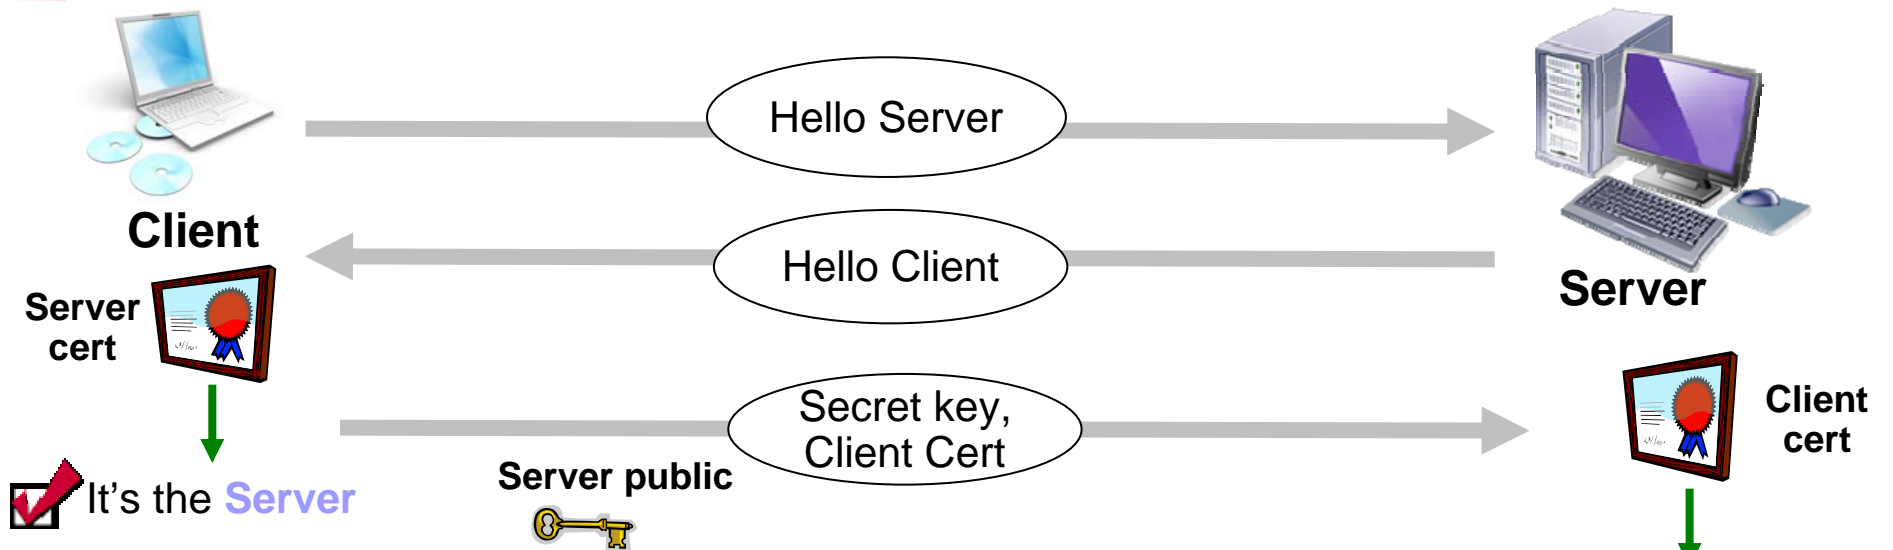 Hello Server
Client
Hello Client
Server
Server
cert
Secret key,
Client Cert
Client
cert
Server public
It's the Server